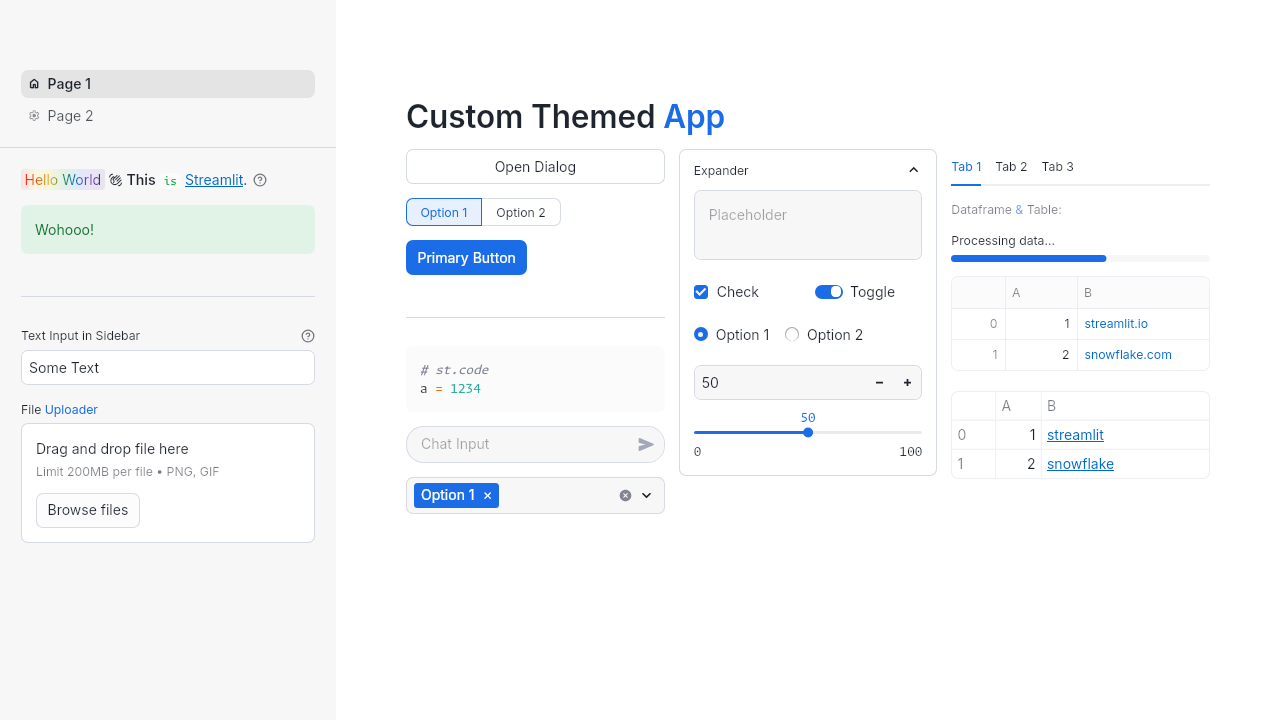 Page 1
Page 2
Hello World 👋 This is Streamlit.
Wohooo!
Text Input in Sidebar
Some Text
File Uploader
Drag and drop file here
Limit 200MB per file • PNG, GIF
Browse files
Custom Themed App
Open Dialog
Option 1 Option 2
Primary Button
# st.code
a = 1234
Chat Input
Option 1
Expander
Placeholder
Check Toggle
Option 1 Option 2
50
50
0 100
Tab 1 Tab 2 Tab 3
Dataframe & Table:
Processing data...
A B
0 1 streamlit.io
1 2 snowflake.com
A B
0 1 streamlit
1 2 snowflake